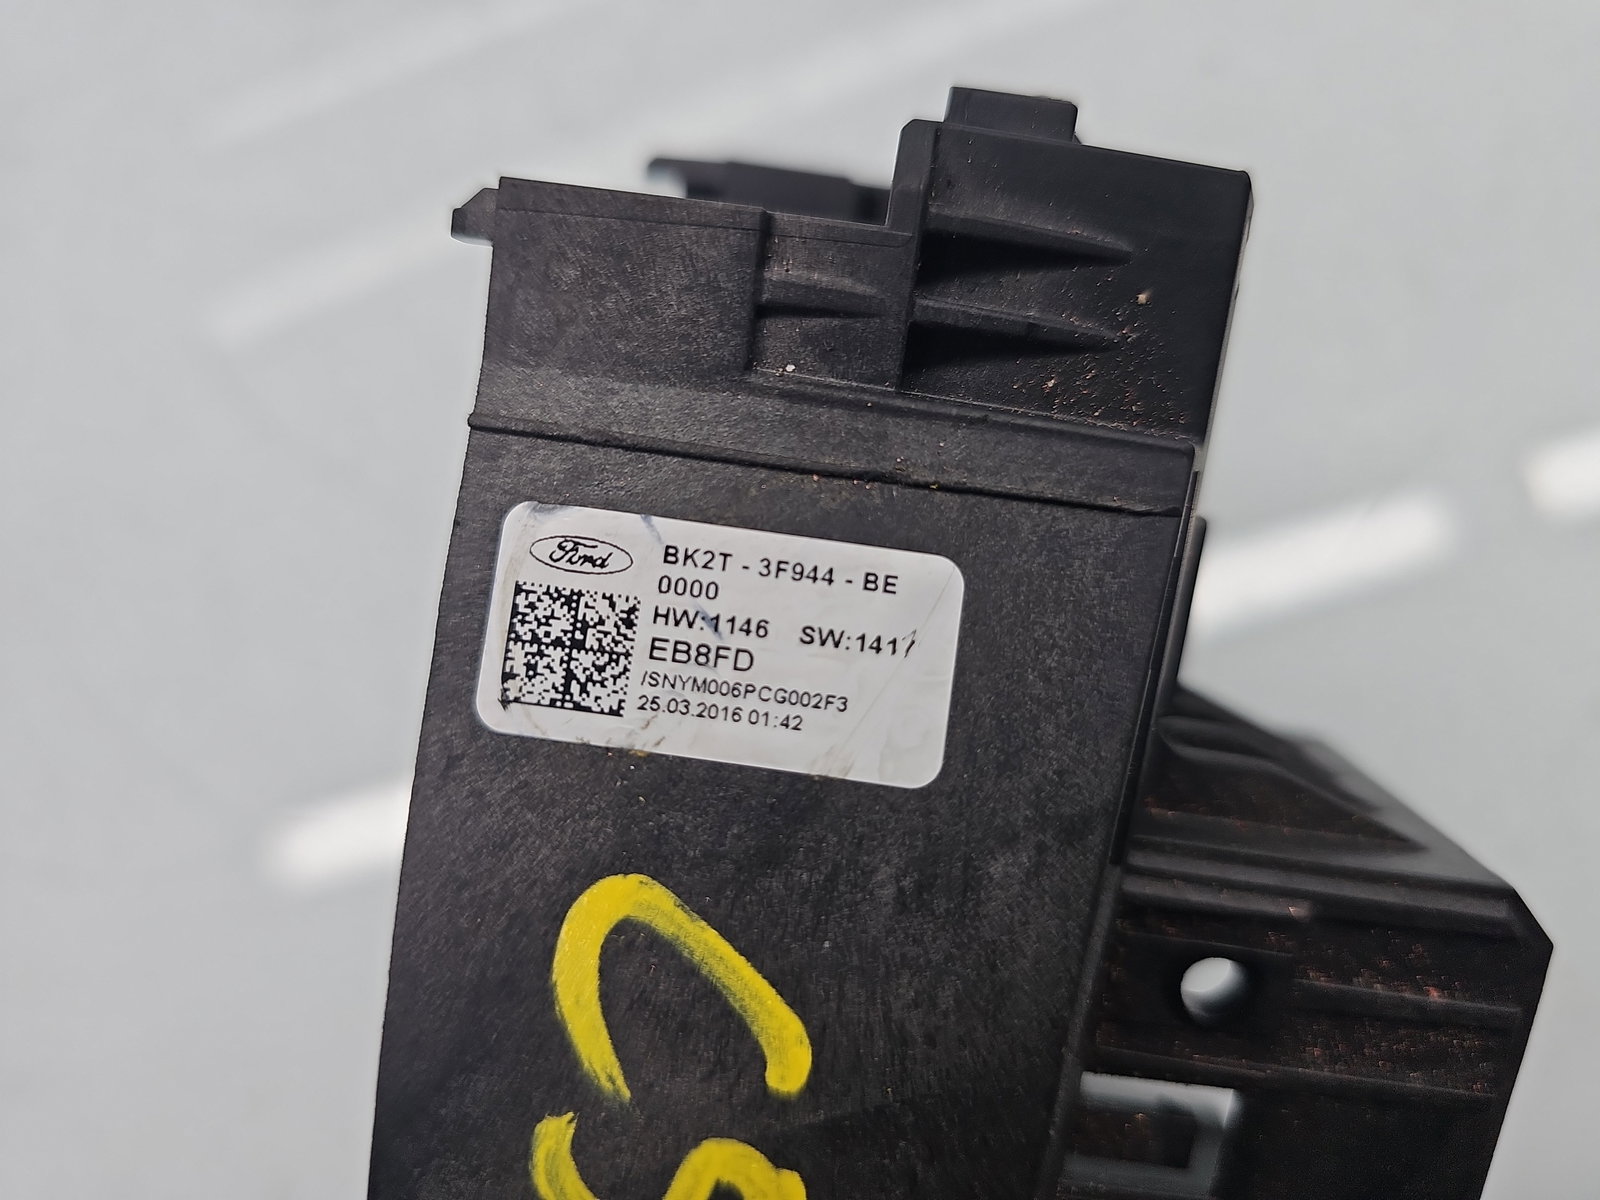 Ford
BK2T - 3F944 - BE
0000
HW:1146 SW:1417
EB8FD
ISNYM006PCG002F3
25.03.2016 01:42